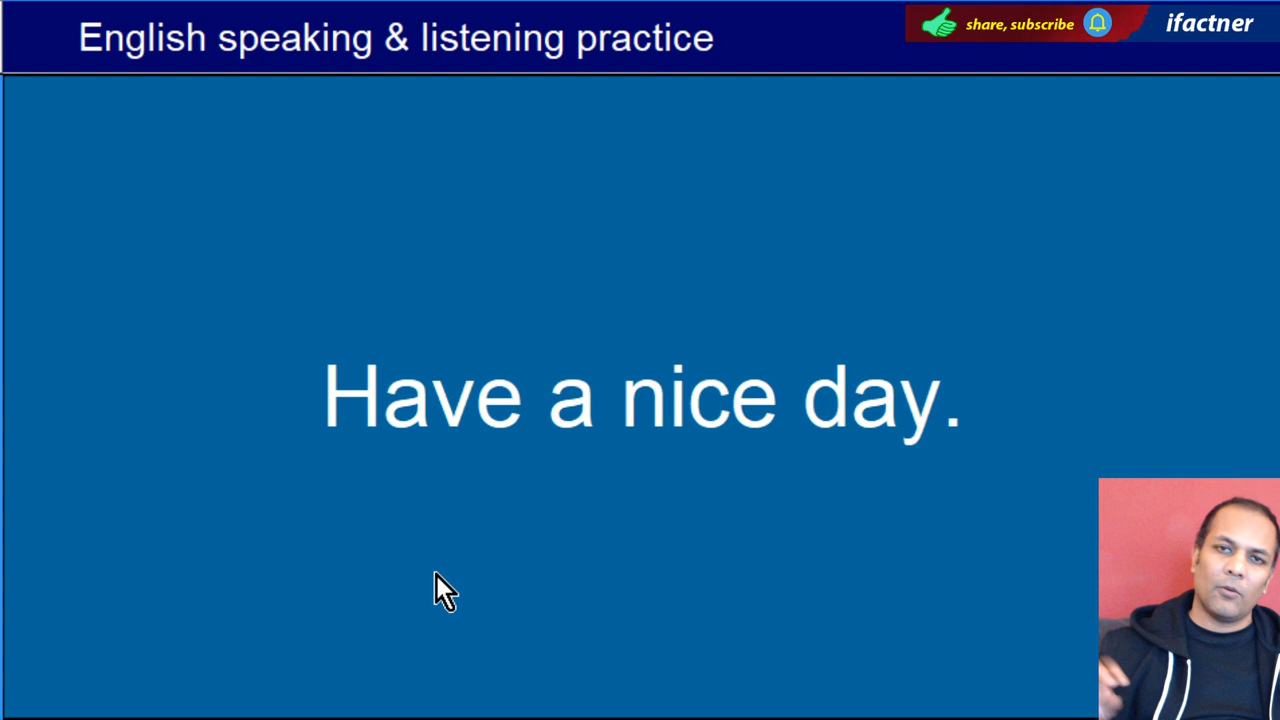 English speaking & listening practice
share, subscribe
ifactner
Have a nice day.